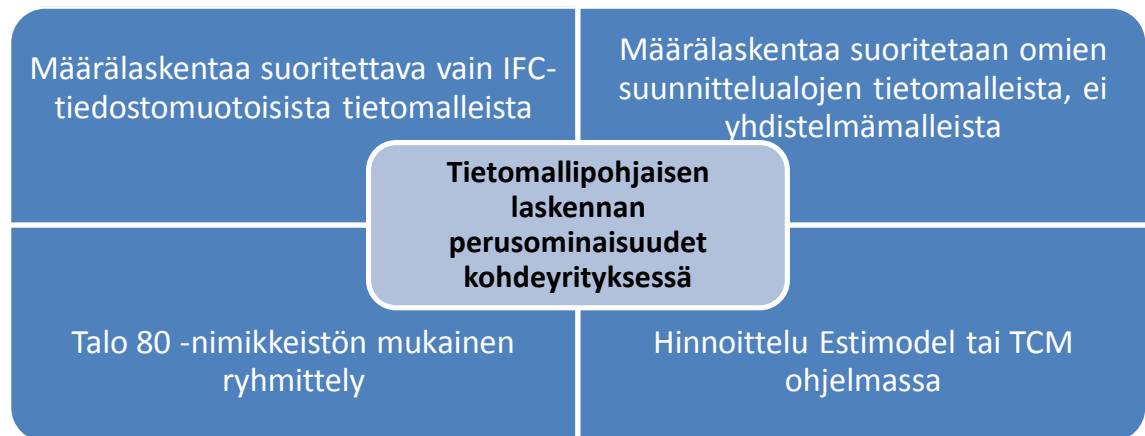 Määrälaskentaa suoritettava vain IFC-
tiedostomuotoisista tietomalleista
Määrälaskentaa suoritetaan omien
suunnittelualojen tietomalleista, ei
yhdistelmämalleista
Tietomallipohjaisen
laskennan
perusominaisuudet
kohdeyrityksessä
Talo 80 -nimikkeistön mukainen
ryhmittely
Hinnoittelu Estimodel tai TCM
ohjelmassa